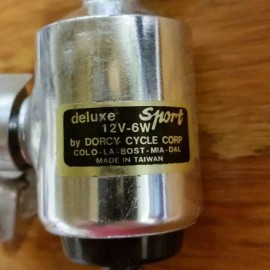 deluxe Sport
12V-6W
by DORCY CYCLE CORP
COLO-LA-BOST-MIA-DAL
MADE IN TAIWAN